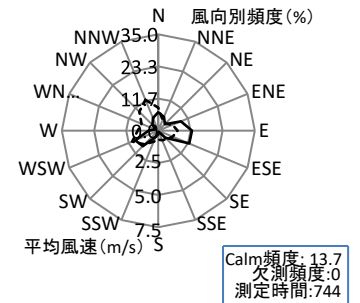 N 風向別頻度(%)
35.0
NNW NNE
23.3
NW NE
WN... 11.7 ENE
W 0.0 E
WSW 2.5 ESE
SW 5.0 SE
SSW 7.5 SSE
平均風速(m/s) S
Calm頻度: 13.7
欠測頻度:0
測定時間:744